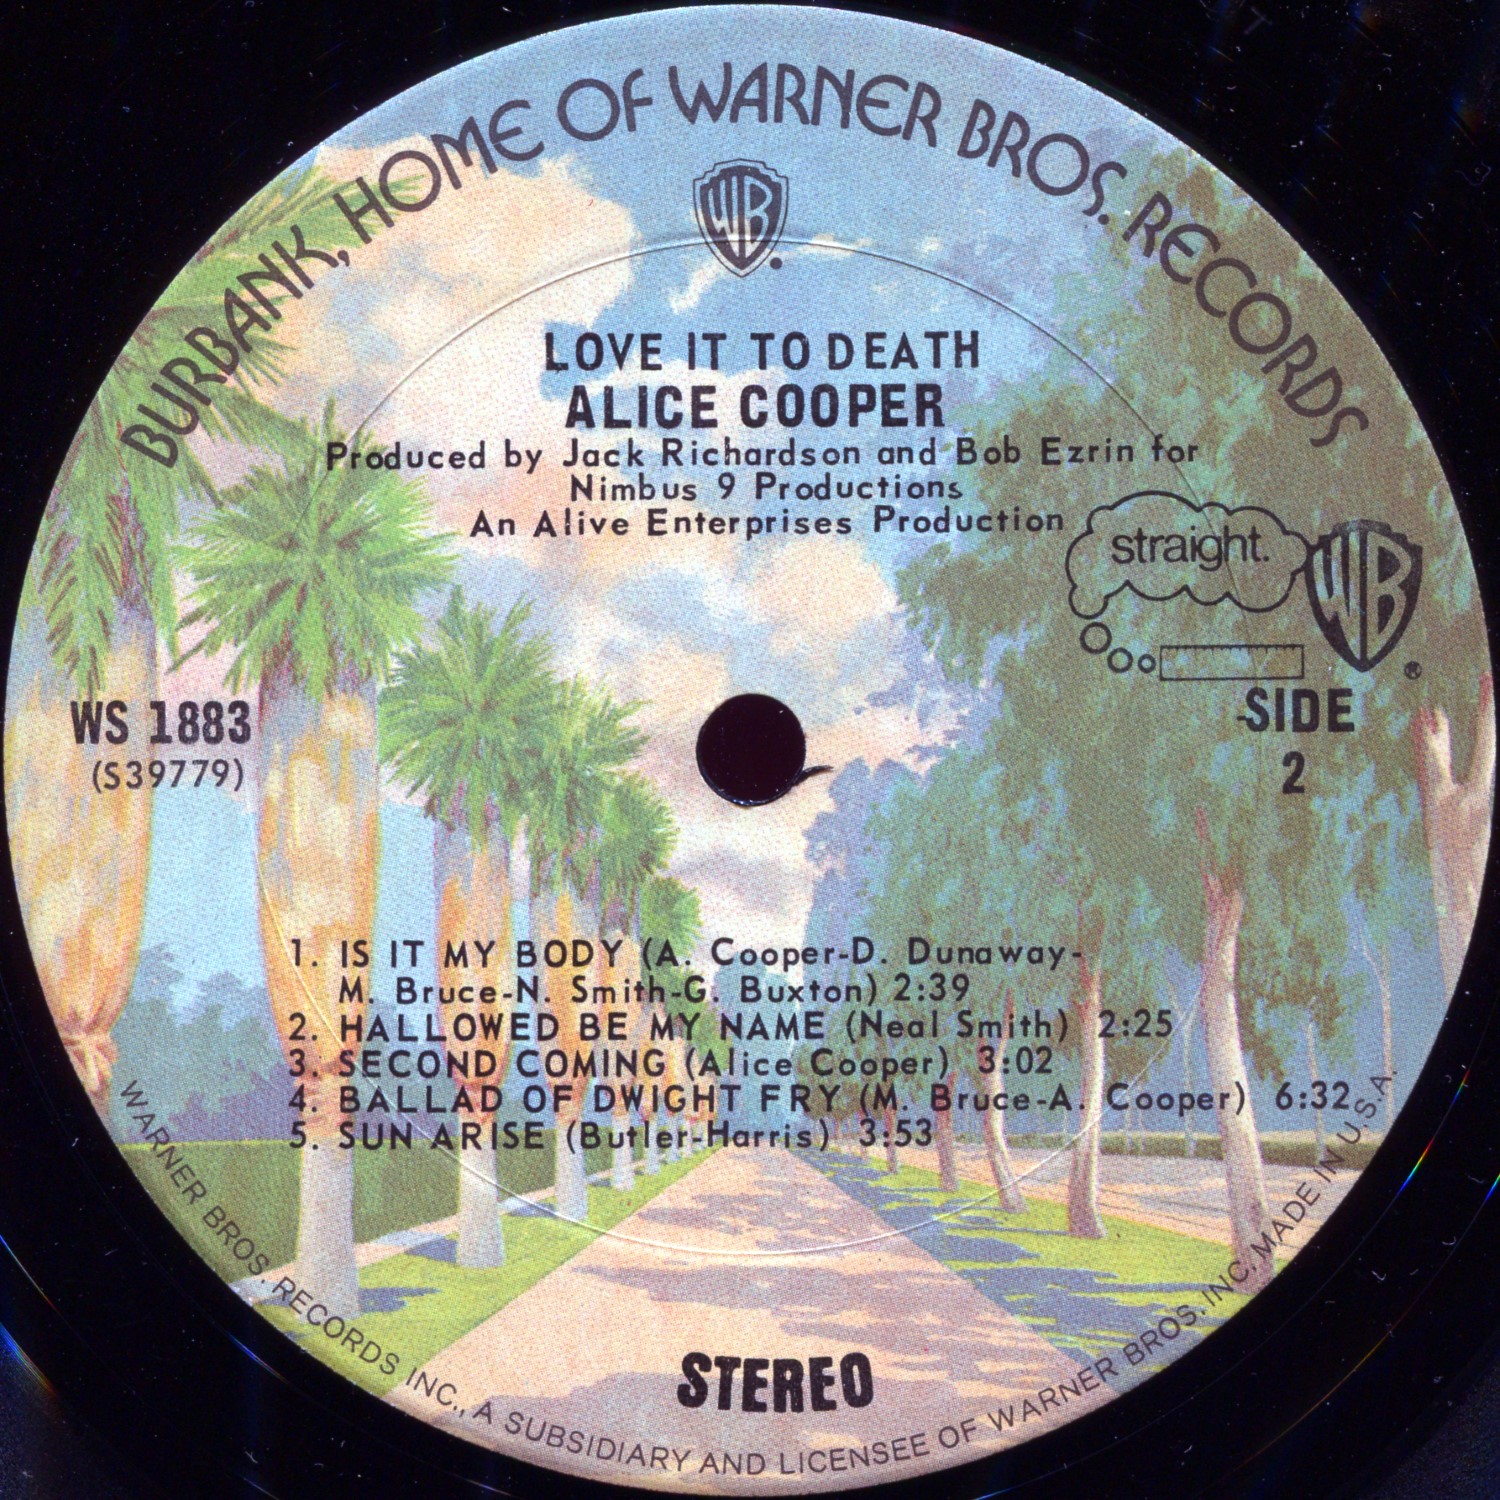 BURBANK, HOME OF WARNER BROS. RECORDS
WB
LOVE IT TO DEATH
ALICE COOPER
Produced by Jack Richardson and Bob Ezrin for
Nimbus 9 Productions
An Alive Enterprises Production
straight.
WB
®
WS 1883
(S39779)
SIDE
2
1. IS IT MY BODY (A. Cooper-D. Dunaway-
M. Bruce-N. Smith-G. Buxton) 2:39
2. HALLOWED BE MY NAME (Neal Smith) 2:25
3. SECOND COMING (Alice Cooper) 3:02
4. BALLAD OF DWIGHT FRY (M. Bruce-A. Cooper) 6:32
5. SUN ARISE (Butler-Harris) 3:53
STEREO
WARNER BROS. RECORDS INC., A SUBSIDIARY AND LICENSEE OF WARNER BROS. INC. MADE IN U.S.A.